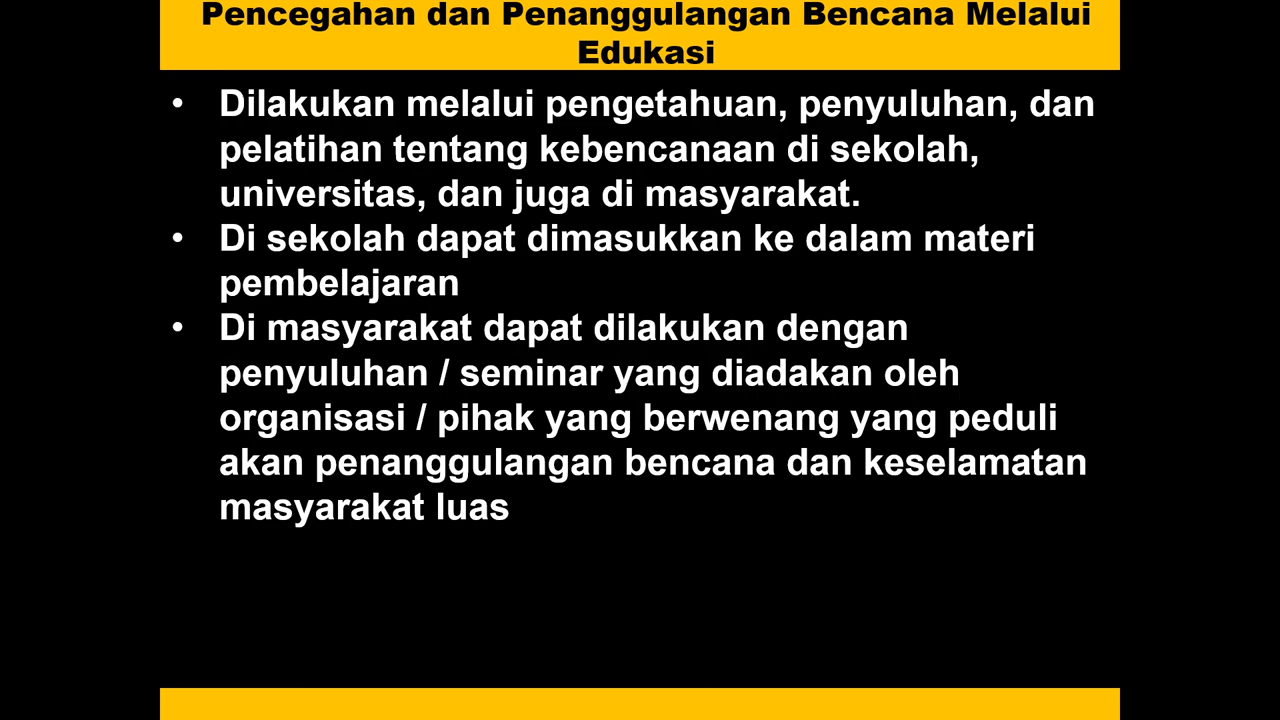 Pencegahan dan Penanggulangan Bencana Melalui
Edukasi
• Dilakukan melalui pengetahuan, penyuluhan, dan
pelatihan tentang kebencanaan di sekolah,
universitas, dan juga di masyarakat.
• Di sekolah dapat dimasukkan ke dalam materi
pembelajaran
• Di masyarakat dapat dilakukan dengan
penyuluhan / seminar yang diadakan oleh
organisasi / pihak yang berwenang yang peduli
akan penanggulangan bencana dan keselamatan
masyarakat luas